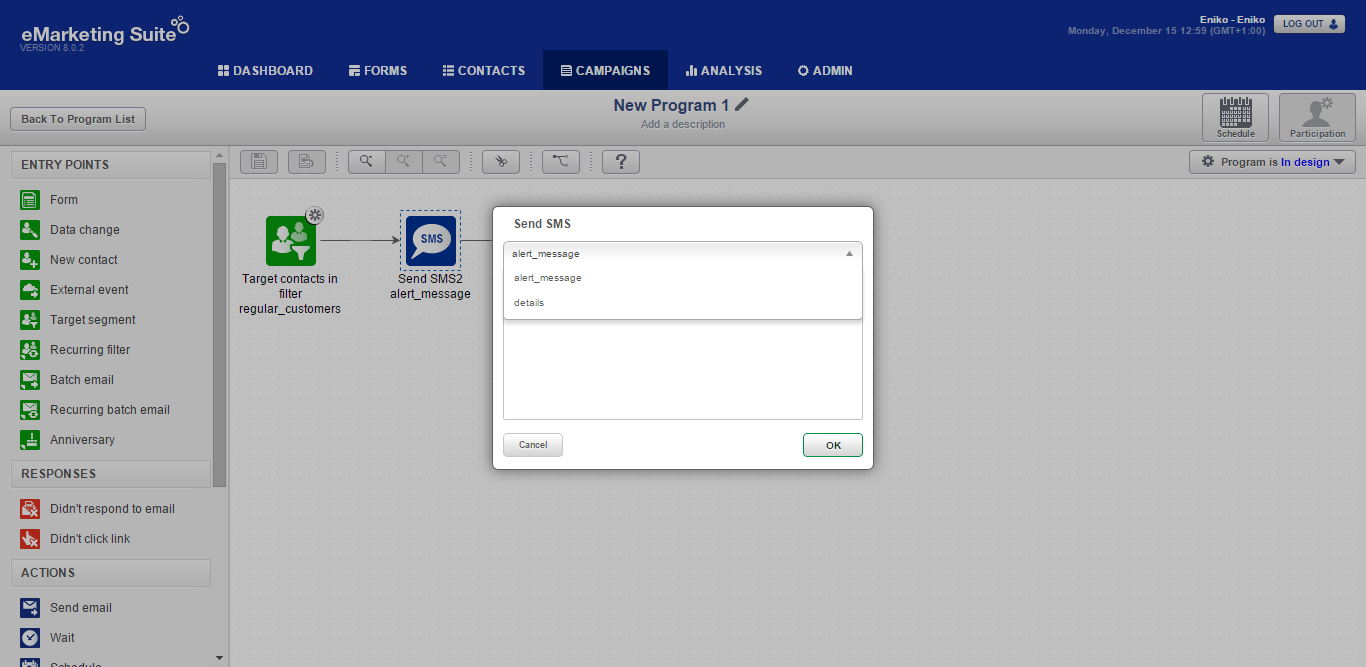 eMarketing Suite
VERSION 8.0.2
Eniko - Eniko
Monday, December 15 12:59 (GMT+1:00)
LOG OUT
DASHBOARD
FORMS
CONTACTS
CAMPAIGNS
ANALYSIS
ADMIN
Back To Program List
New Program 1
Add a description
Schedule
Participation
ENTRY POINTS
Form
Data change
New contact
External event
Target segment
Recurring filter
Batch email
Recurring batch email
Anniversary
RESPONSES
Didn't respond to email
Didn't click link
ACTIONS
Send email
Wait
Schedule
?
Program is In design
Target contacts in
filter
regular_customers
SMS
Send SMS2
alert_message
Send SMS
alert_message
alert_message
details
Cancel
OK